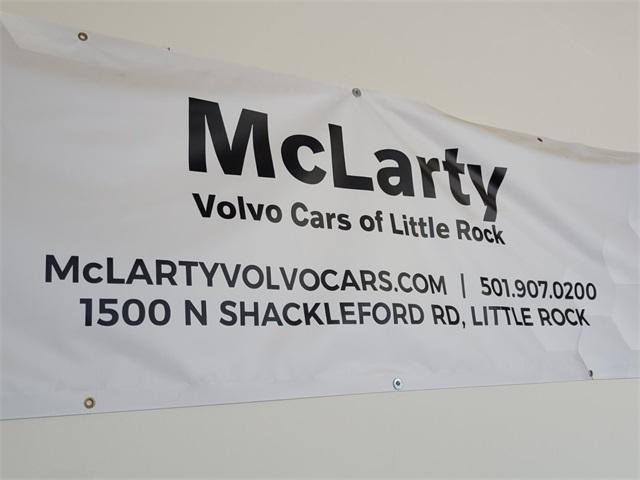 McLarty
Volvo Cars of Little Rock
McLARTYVOLVOCARS.COM | 501.907.0200
1500 N SHACKLEFORD RD, LITTLE ROCK